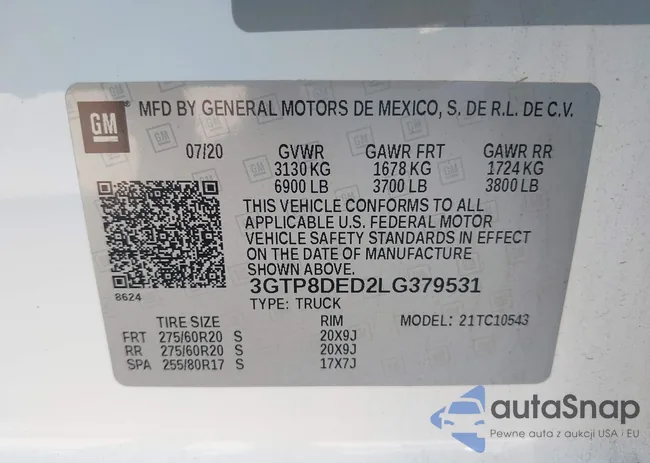 GM
MFD BY GENERAL MOTORS DE MEXICO, S. DE R.L. DE C.V.
07/20 GVWR GAWR FRT GAWR RR
3130 KG 1678 KG 1724 KG
6900 LB 3700 LB 3800 LB
THIS VEHICLE CONFORMS TO ALL
APPLICABLE U.S. FEDERAL MOTOR
VEHICLE SAFETY STANDARDS IN EFFECT
ON THE DATE OF MANUFACTURE
SHOWN ABOVE.
3GTP8DED2LG379531
8624
TYPE: TRUCK
TIRE SIZE RIM MODEL: 21TC10543
FRT 275/60R20 S 20X9J
RR 275/60R20 S 20X9J
SPA 255/80R17 S 17X7J
autoSnap
Pewne auta z aukcji USA i EU